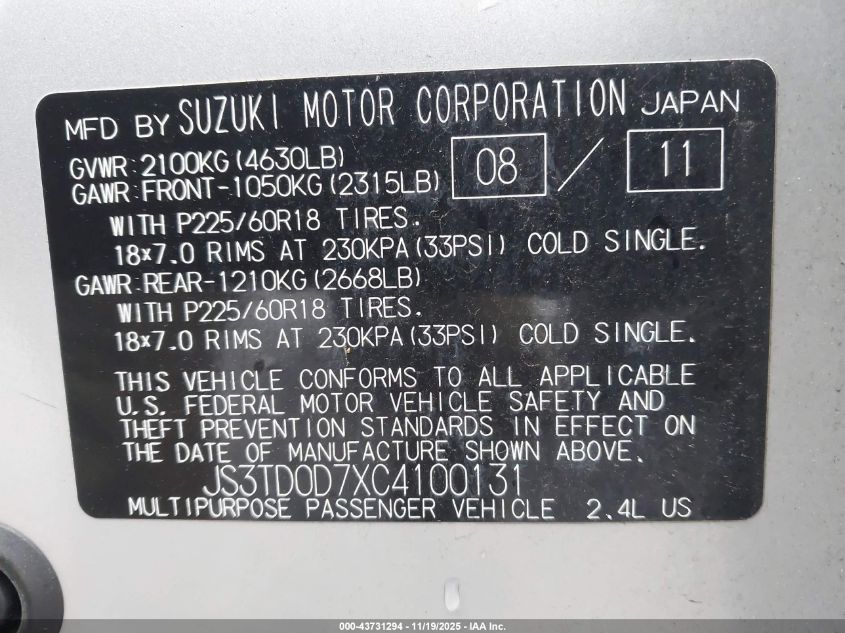 MFD BY SUZUKI MOTOR CORPORATION JAPAN
GVWR:2100KG(4630LB) 08 / 11
GAWR:FRONT-1050KG(2315LB)
WITH P225/60R18 TIRES.
18×7.0 RIMS AT 230KPA(33PSI) COLD SINGLE.
GAWR:REAR-1210KG(2668LB)
WITH P225/60R18 TIRES.
18×7.0 RIMS AT 230KPA(33PSI) COLD SINGLE.
THIS VEHICLE CONFORMS TO ALL APPLICABLE
U.S. FEDERAL MOTOR VEHICLE SAFETY AND
THEFT PREVENTION STANDARDS IN EFFECT ON
THE DATE OF MANUFACTURE SHOWN ABOVE.
JS3TD0D7XC4100131
MULTIPURPOSE PASSENGER VEHICLE 2.4L US
000-43731294 - 11/19/2025 - IAA Inc.